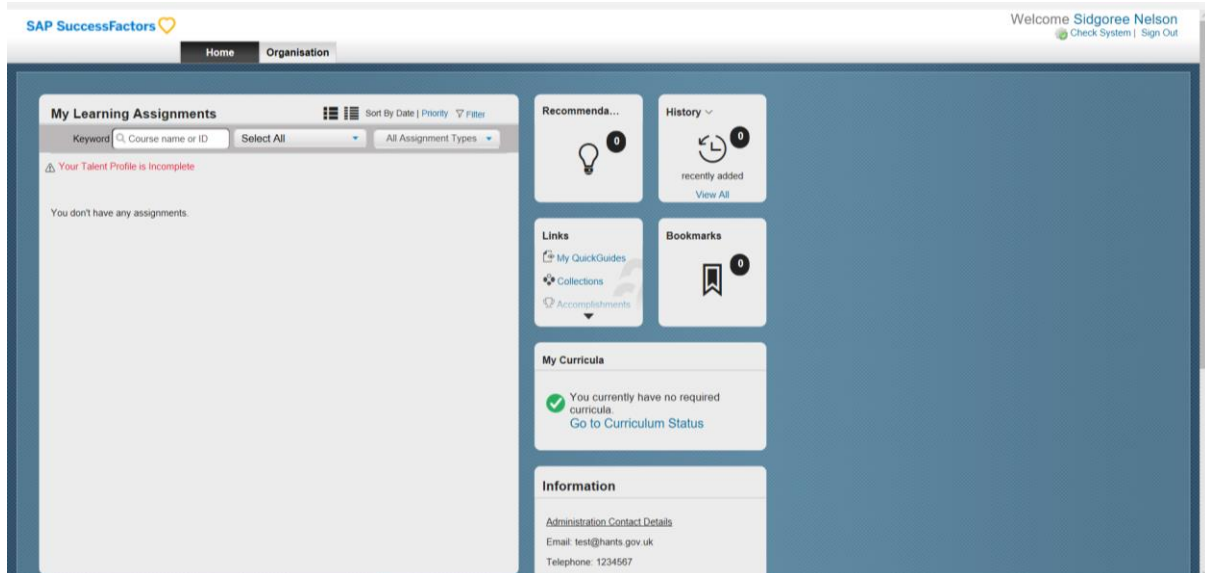 SAP SuccessFactors
Welcome Sidgoree Nelson
Check System | Sign Out
Home Organisation
My Learning Assignments
Sort By Date | Priority Filter
Keyword Course name or ID Select All All Assignment Types
Your Talent Profile is Incomplete
You don't have any assignments.
Recommenda...
0
History
0
recently added
View All
Links
My QuickGuides
Collections
Accomplishments
Bookmarks
0
My Curricula
You currently have no required
curricula.
Go to Curriculum Status
Information
Administration Contact Details
Email: test@hants.gov.uk
Telephone: 1234567